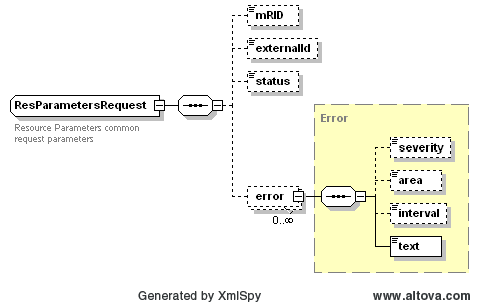 mRID
externalId
status
ResParametersRequest
Resource Parameters common
request parameters
Error
severity
area
interval
text
error
0..∞
Generated by XmlSpy
www.altova.com